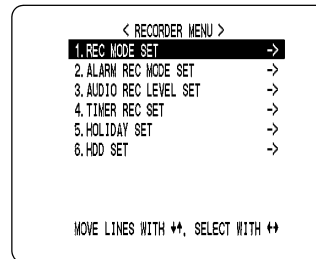 < RECORDER MENU >
1. REC MODE SET ->
2. ALARM REC MODE SET ->
3. AUDIO REC LEVEL SET ->
4. TIMER REC SET ->
5. HOLIDAY SET ->
6. HDD SET ->
MOVE LINES WITH ↓↑, SELECT WITH ←→